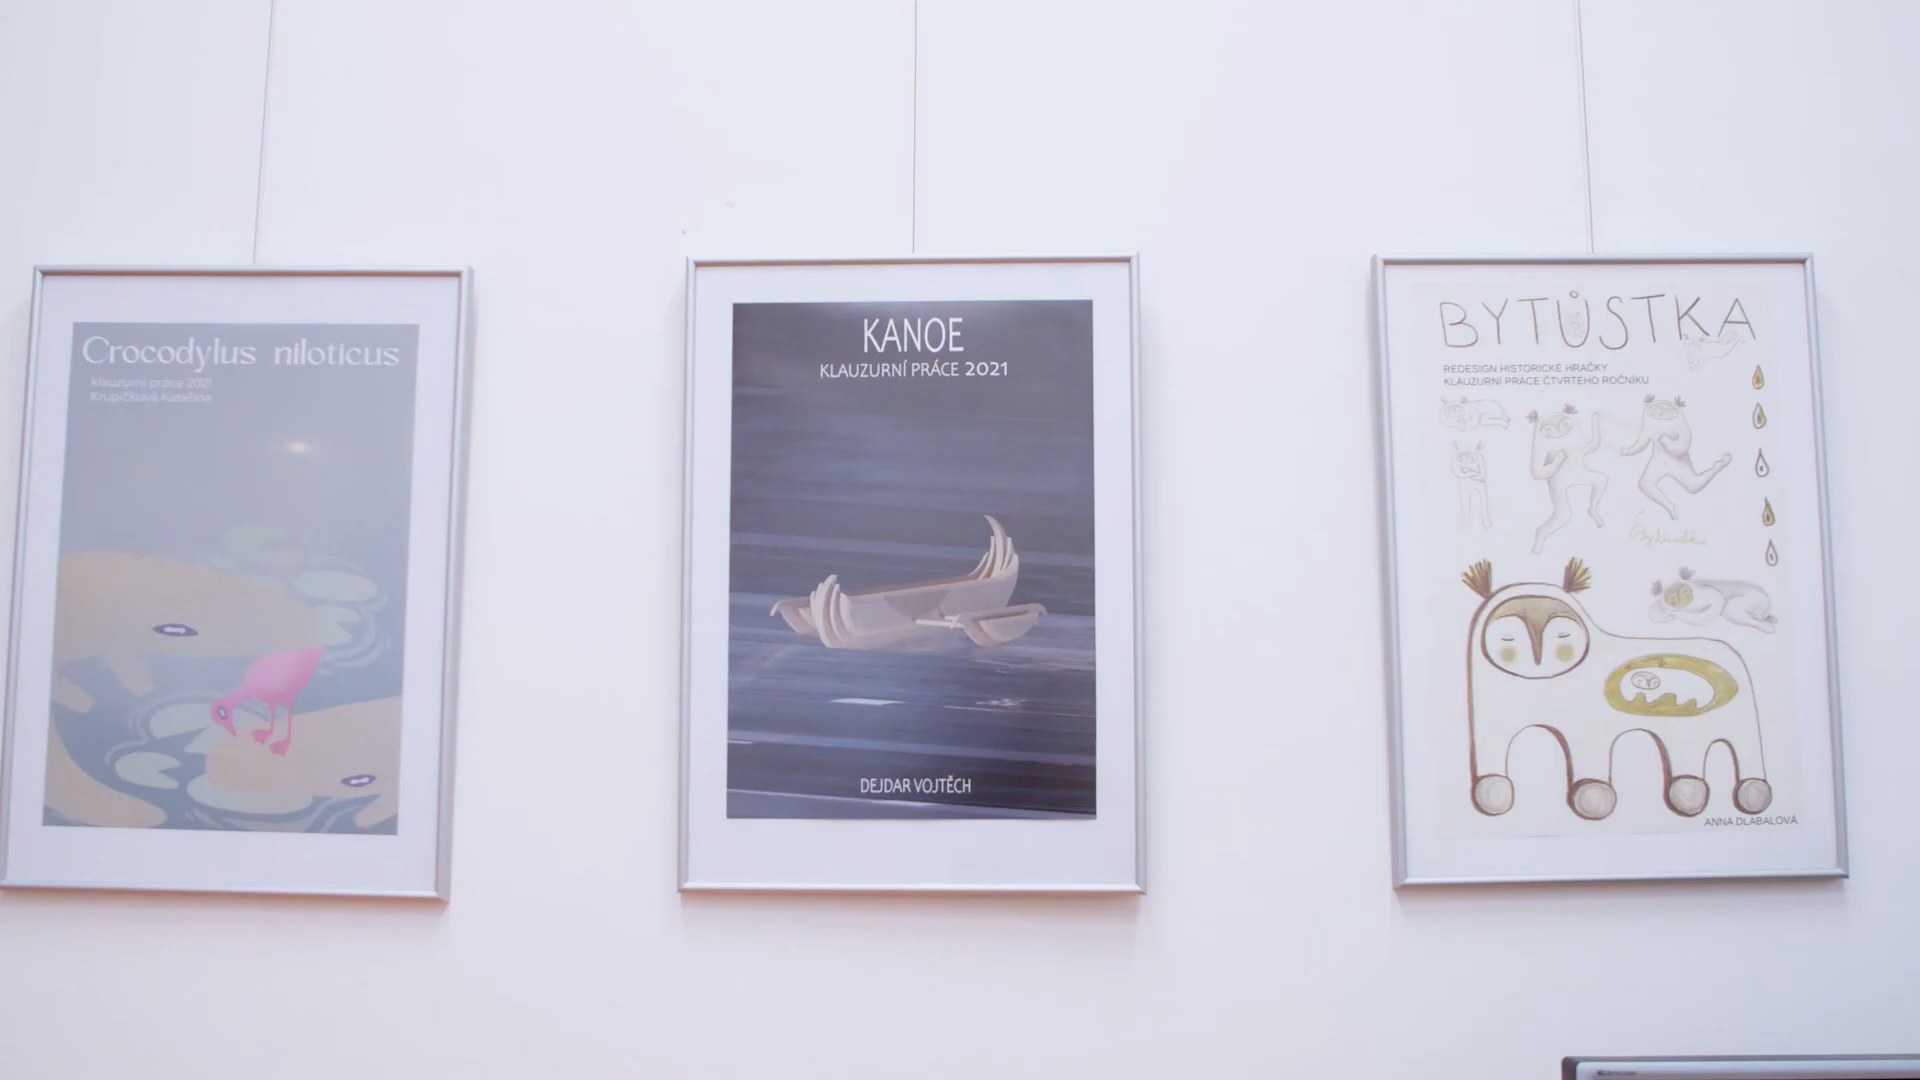 Crocodylus niloticus
klauzurní práce 2021
Krupičková Kateřina
KANOE
KLAUZURNÍ PRÁCE 2021
DEJDAR VOJTĚCH
BYTŮSTKA
REDESIGN HISTORICKÉ HRAČKY
KLAUZURNÍ PRÁCE ČTVRTÉHO ROČNÍKU
Bytůstka
ANNA DLABALOVÁ